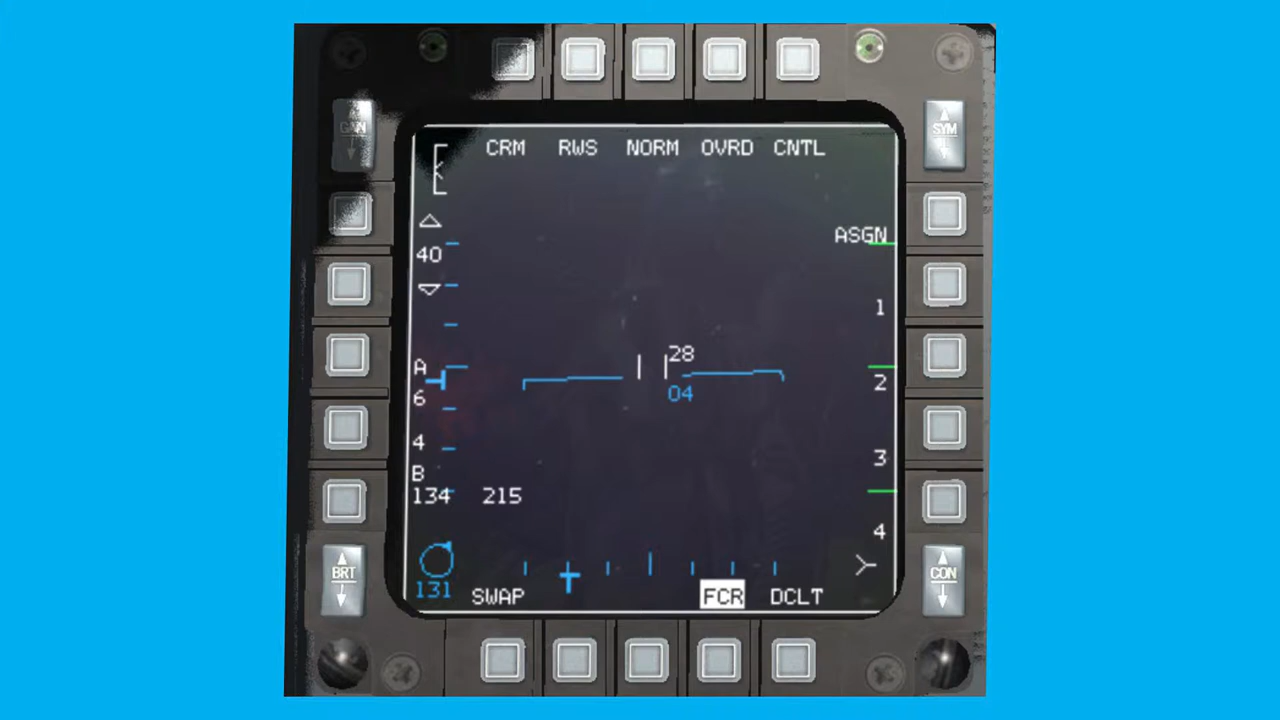 CRM RWS NORM OVRD CNTL
GAN
SYM
ASGN
40
1
28
A
2
6
04
4
3
B
134 215
4
BRT
CON
131
SWAP FCR DCLT